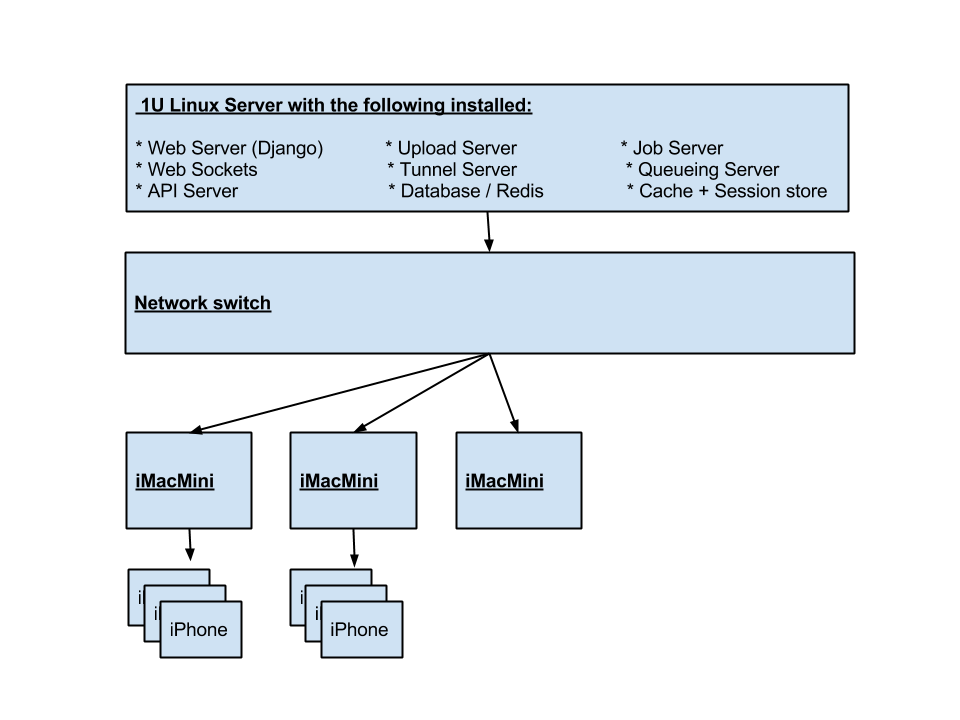 1U Linux Server with the following installed:
* Web Server (Django) * Upload Server * Job Server
* Web Sockets * Tunnel Server * Queueing Server
* API Server * Database / Redis * Cache + Session store
Network switch
iMacMini iMacMini iMacMini
i i
i i
iPhone iPhone